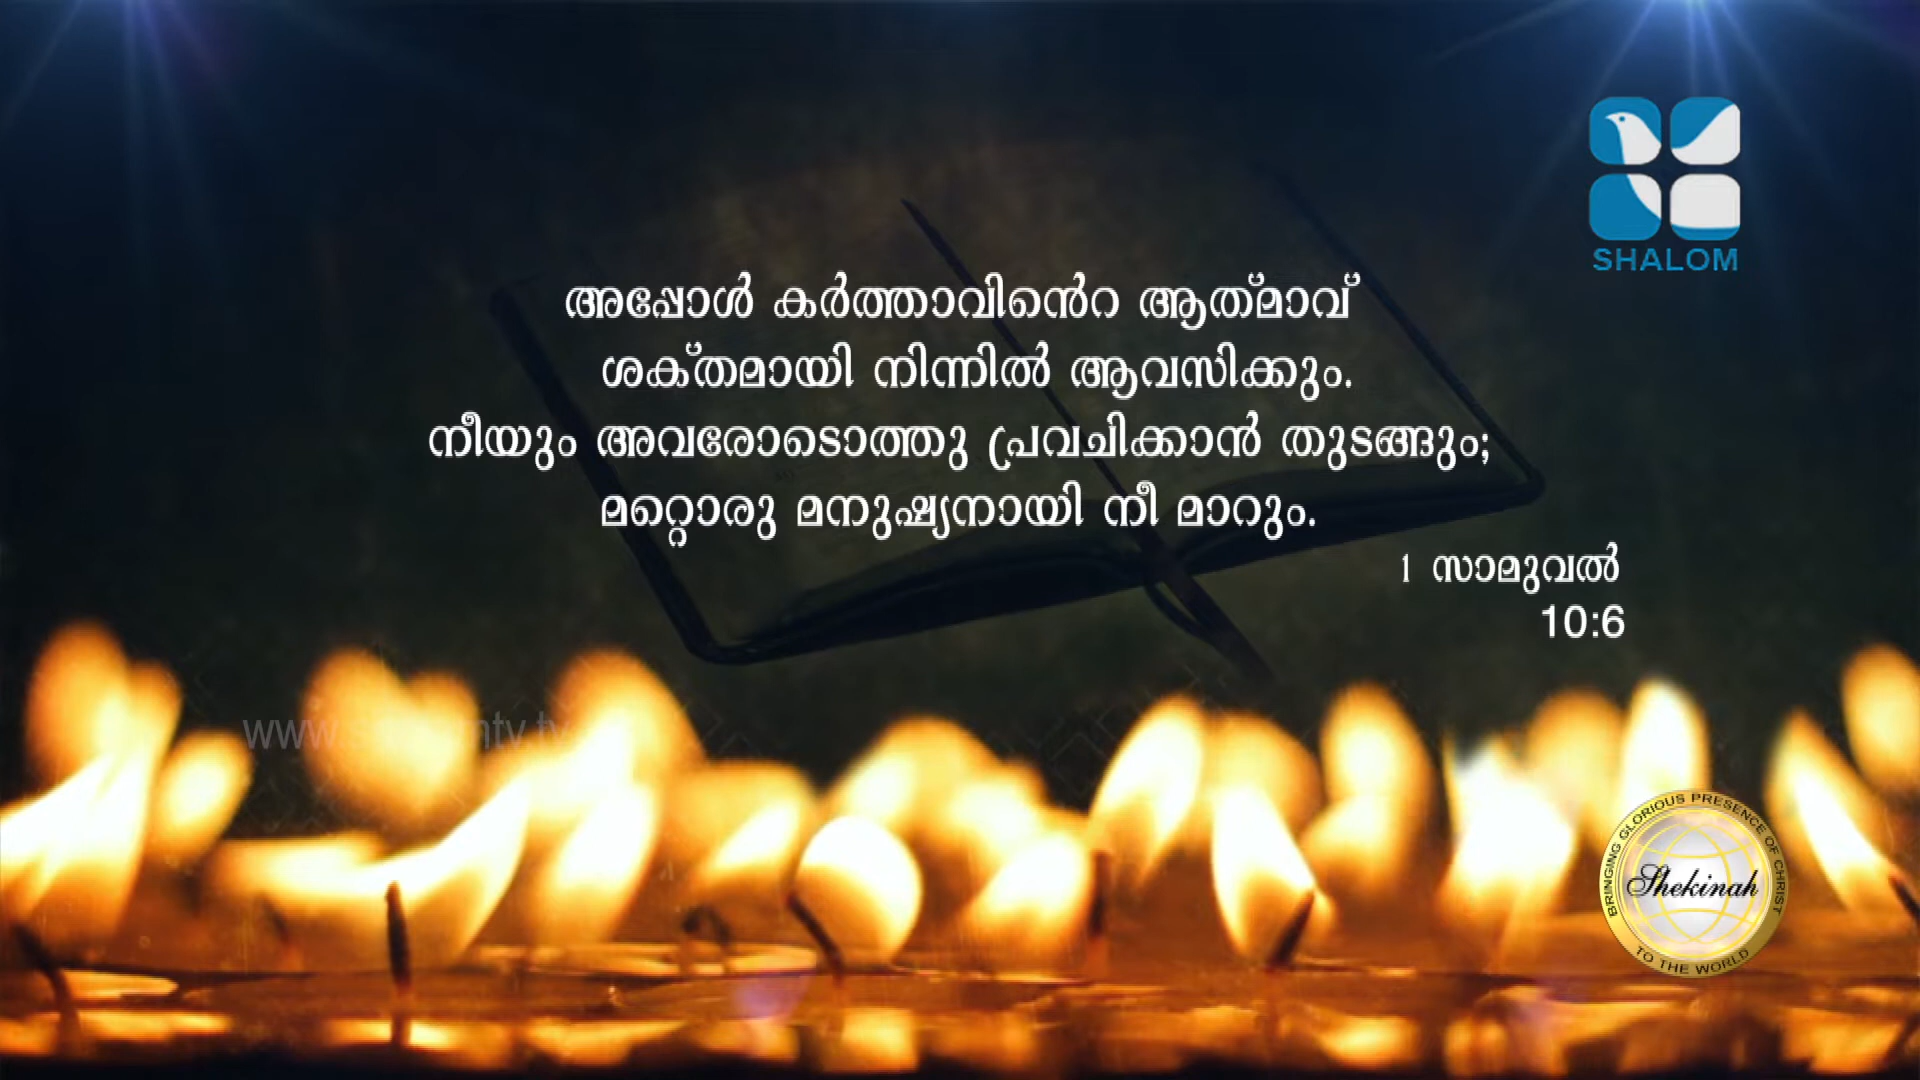 SHALOM
അപ്പോൾ കർത്താവിന്റെ ആത്മാവ്
ശക്തമായി നിന്നിൽ ആവസിക്കും.
നീയും അവരോടൊത്തു പ്രവചിക്കാൻ തുടങ്ങും;
മറ്റൊരു മനുഷ്യനായി നീ മാറും.
1 സാമുവൽ
10:6
BRINGING GLORIOUS PRESENCE OF CHRIST
Shekinah
TO THE WORLD